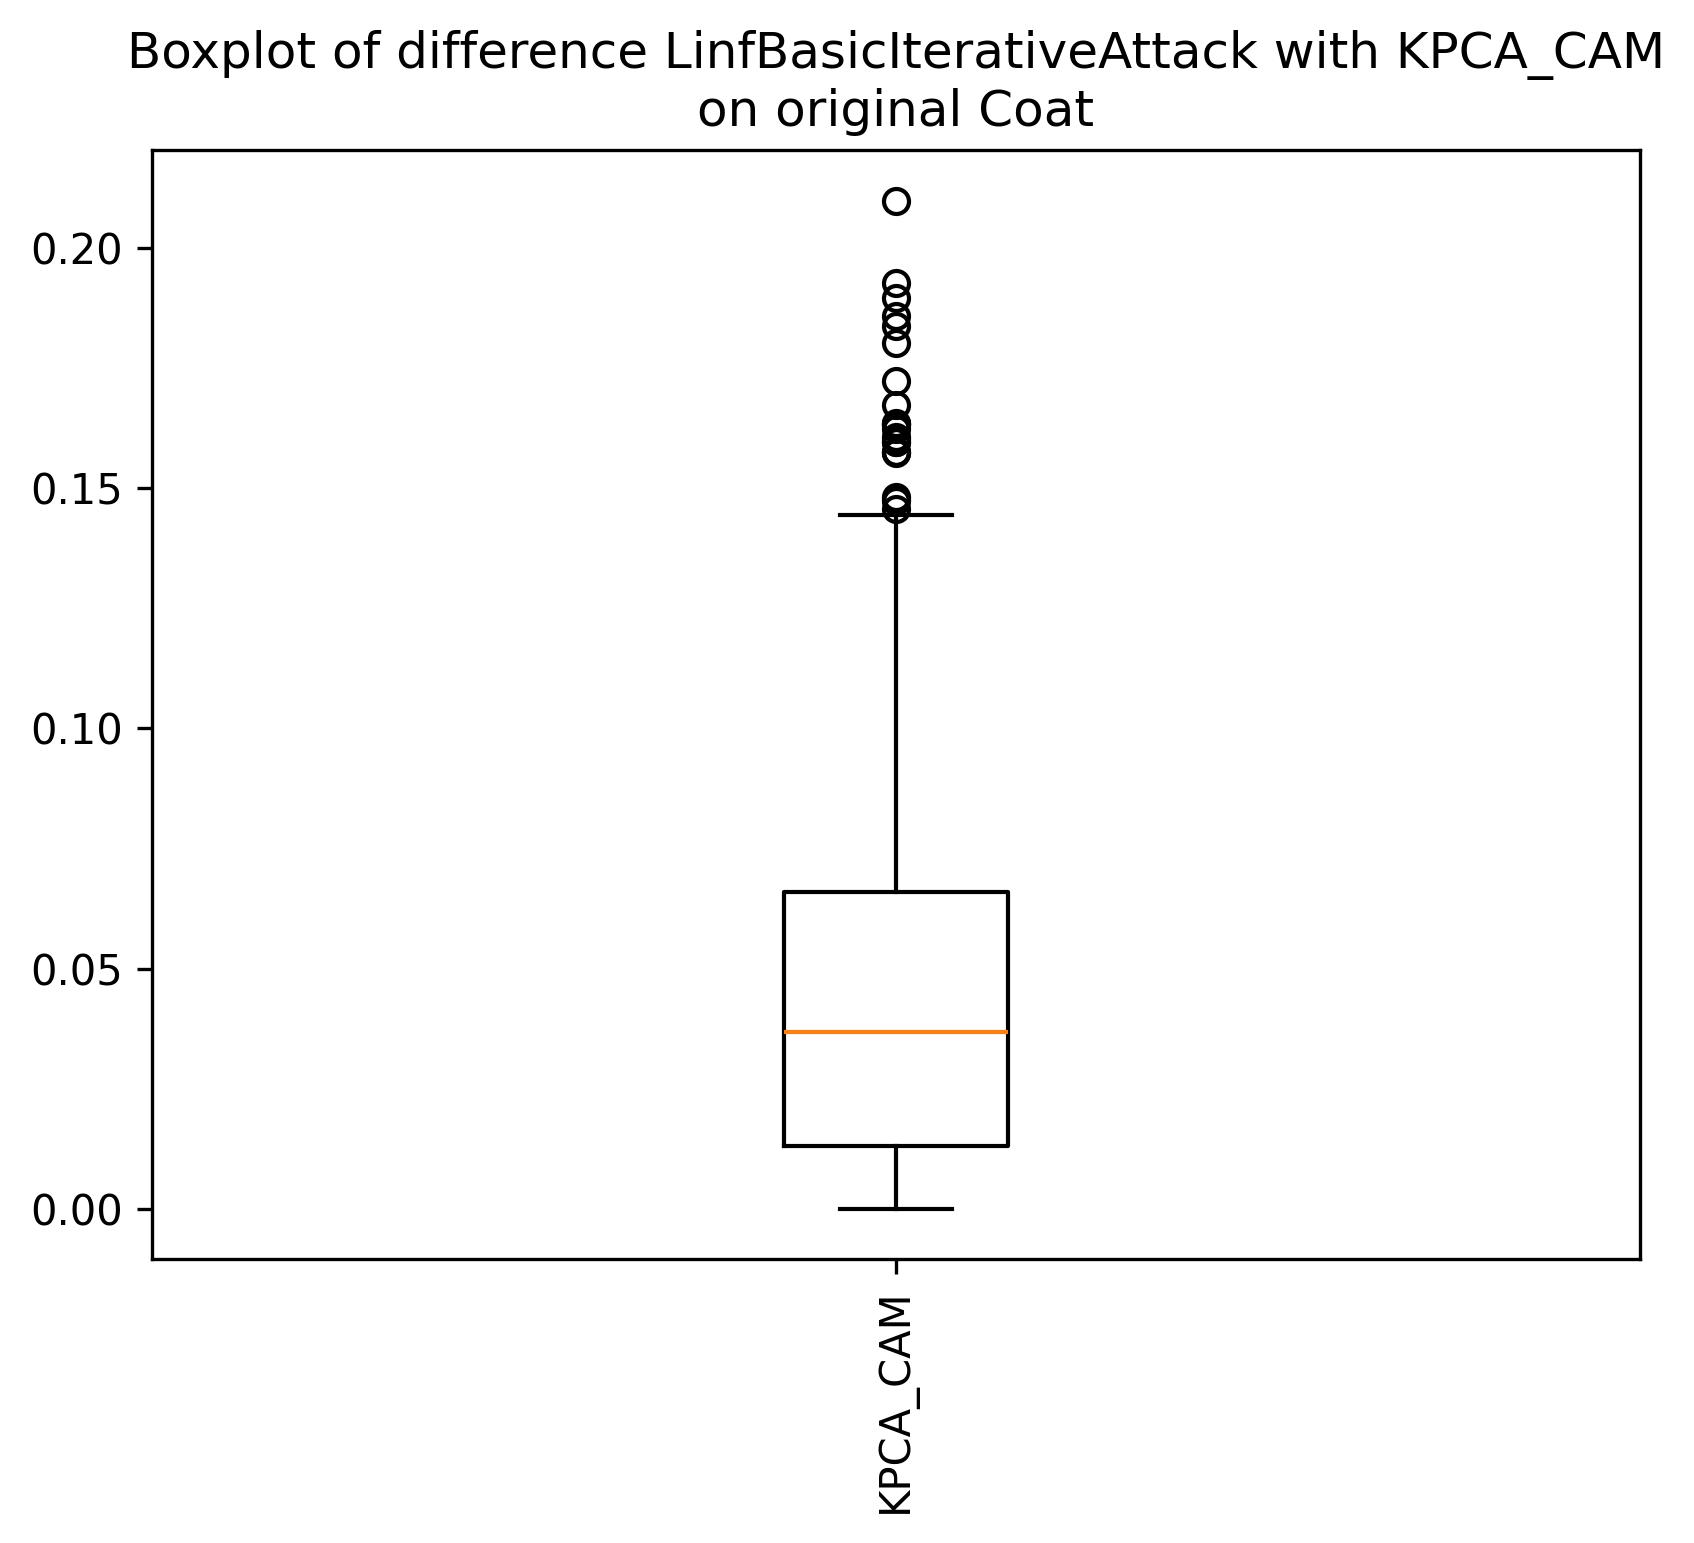 Boxplot of difference LinfBasicIterativeAttack with KPCA_CAM
on original Coat
0.20
0.15
0.10
0.05
0.00
KPCA_CAM